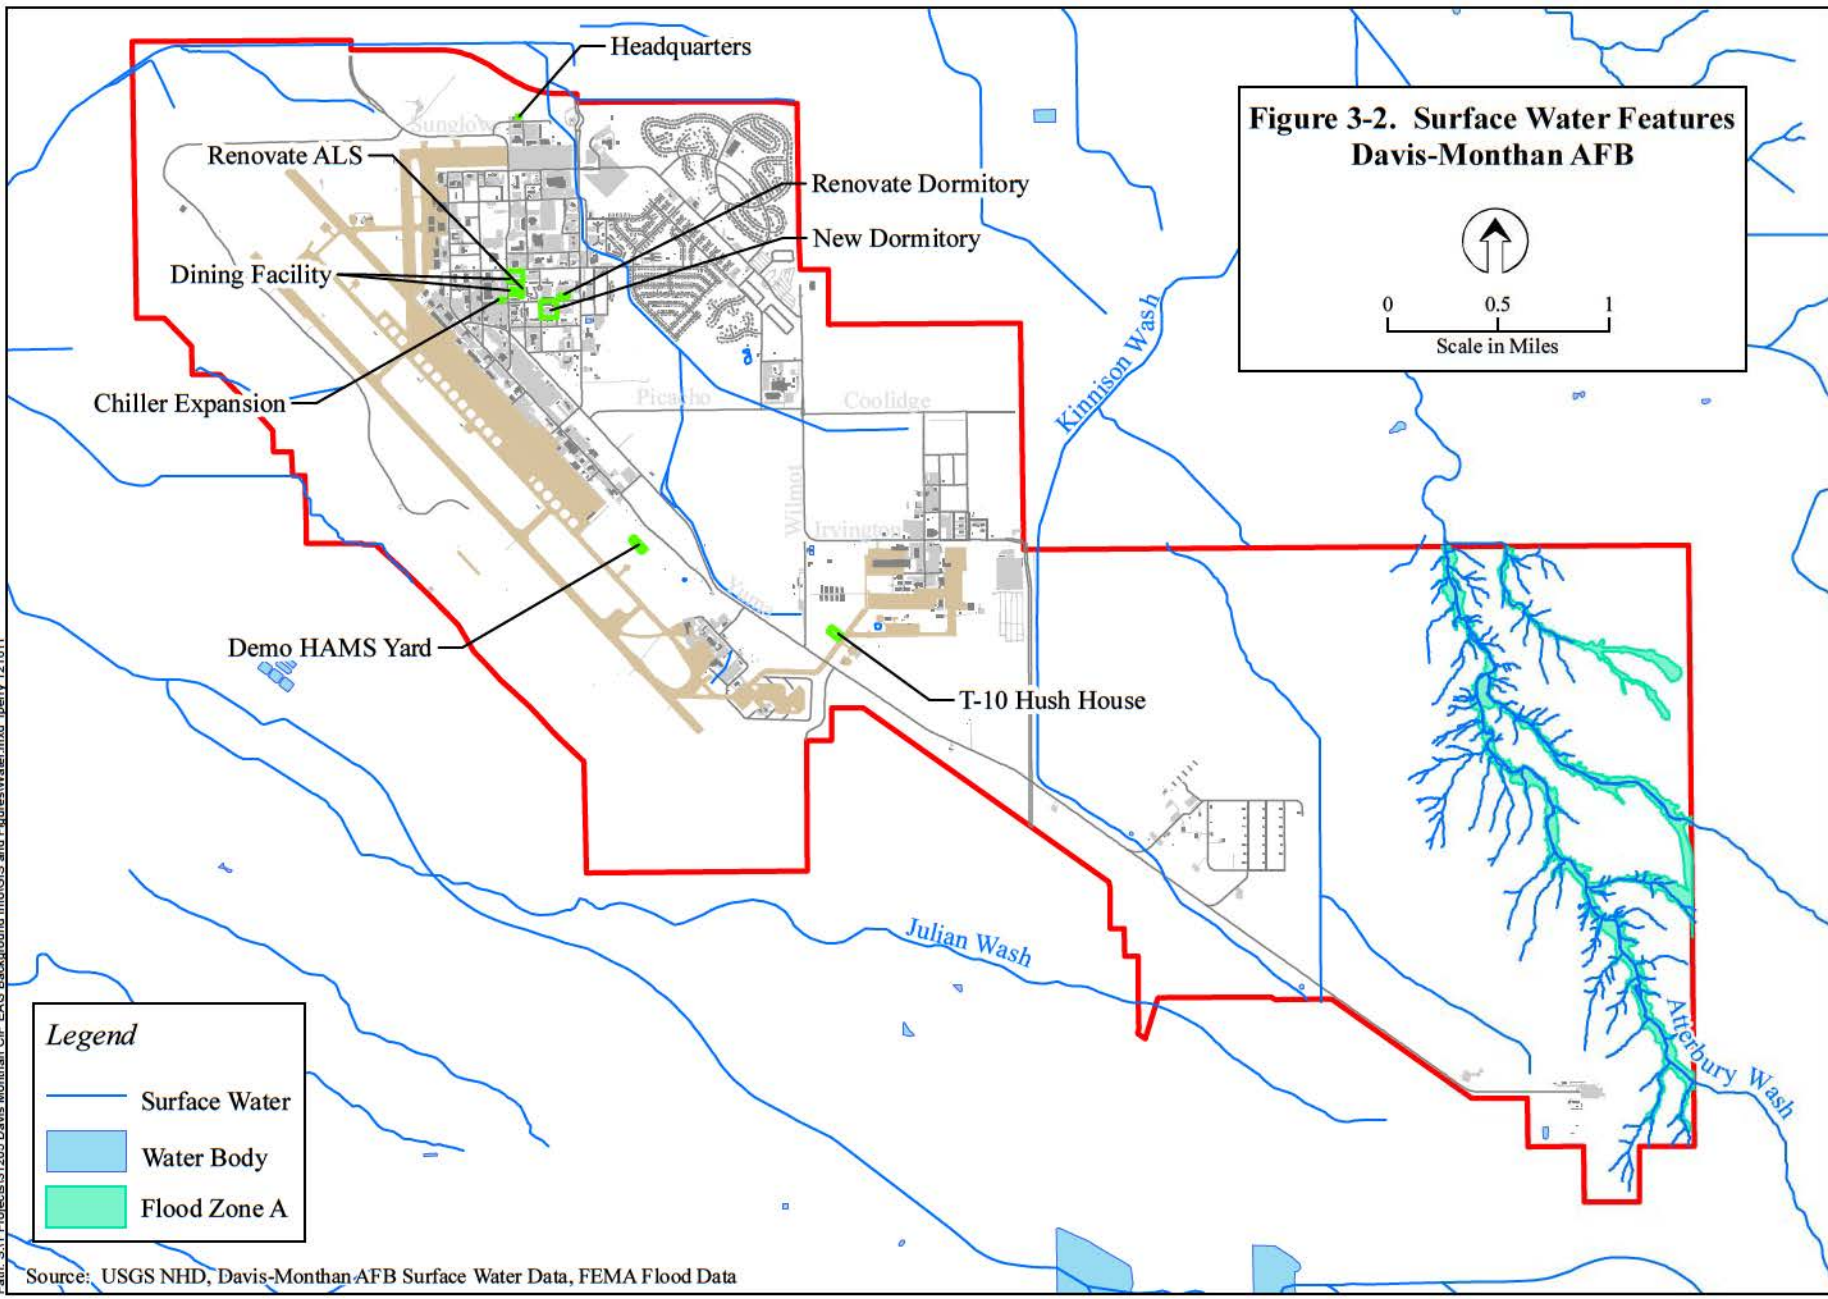 Figure 3-2. Surface Water Features
Davis-Monthan AFB
0 0.5 1
Scale in Miles
Headquarters
Sunglow
Renovate ALS
Renovate Dormitory
New Dormitory
Dining Facility
Chiller Expansion
Picacho
Coolidge
Kinnison Wash
Wilmot
Irvington
Yuma
Demo HAMS Yard
T-10 Hush House
Julian Wash
Atterbury Wash
Legend
Surface Water
Water Body
Flood Zone A
Source: USGS NHD, Davis-Monthan AFB Surface Water Data, FEMA Flood Data